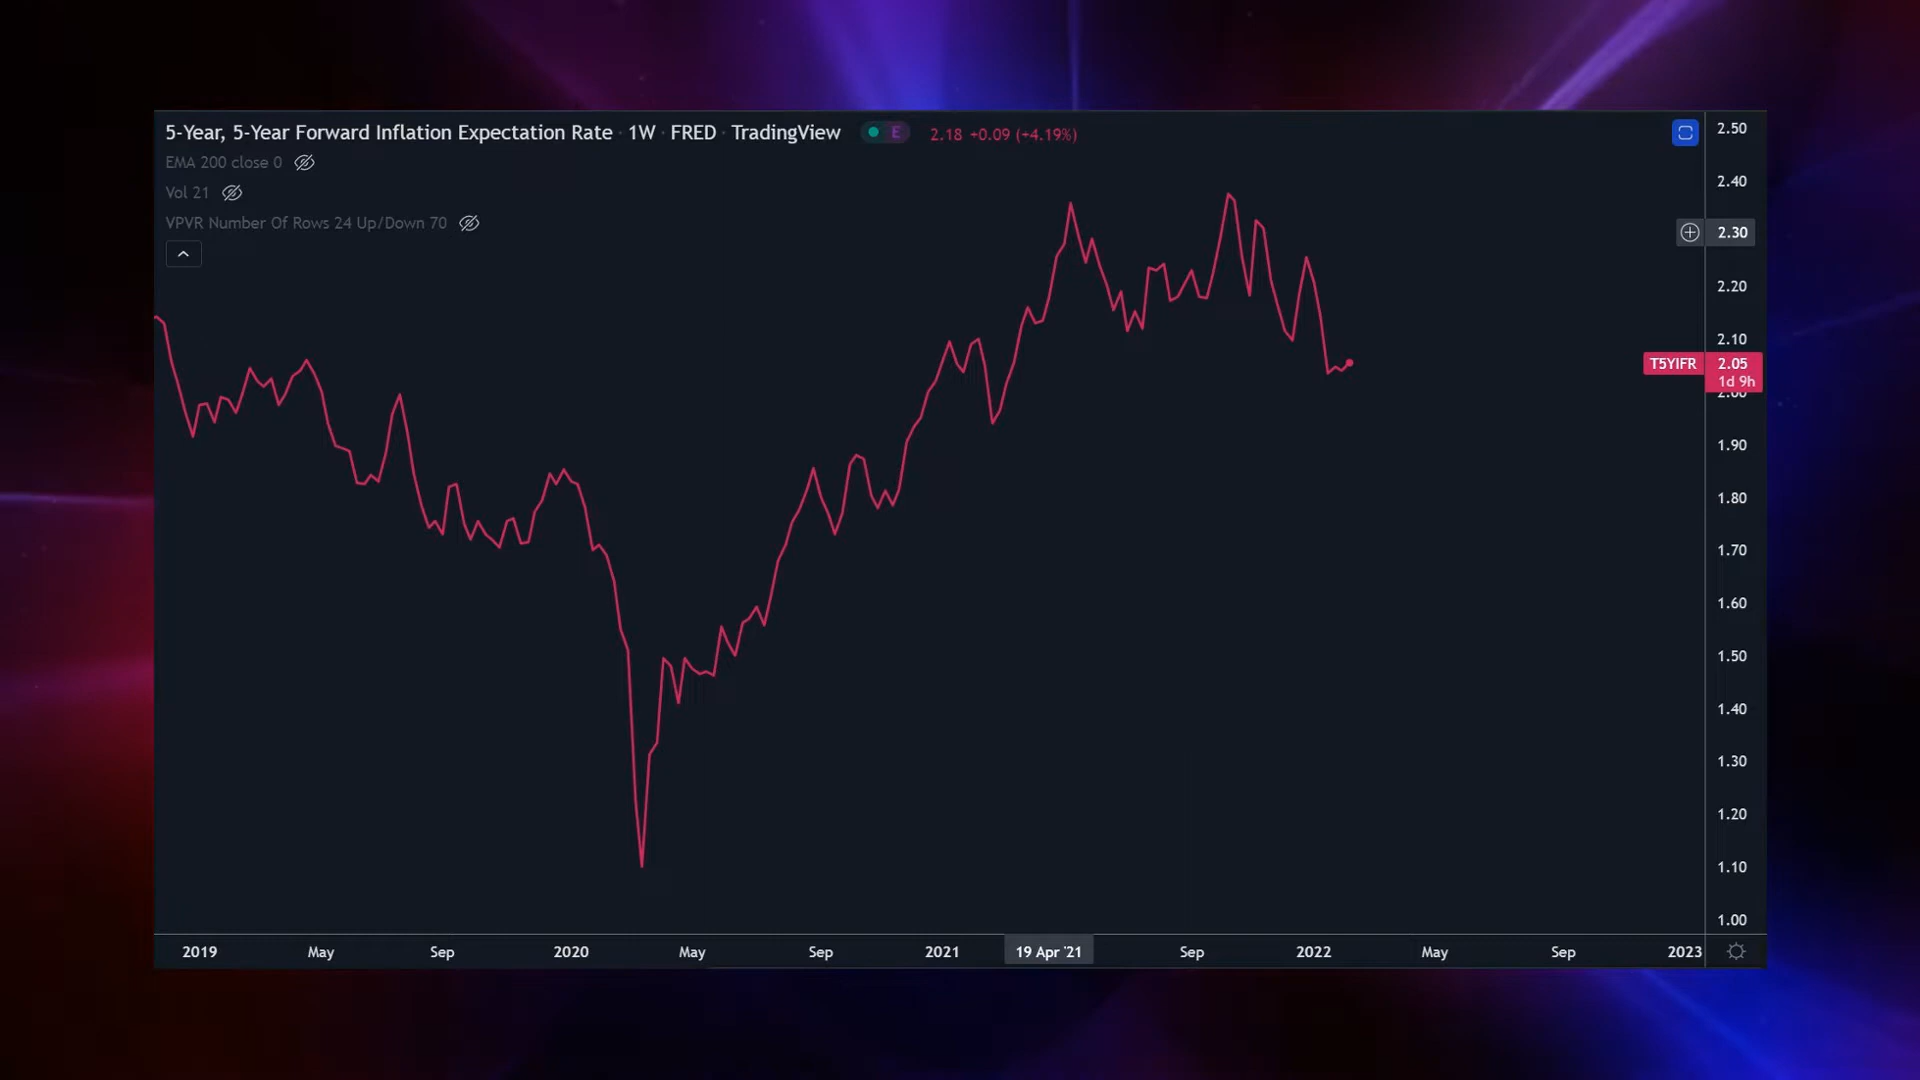 5-Year, 5-Year Forward Inflation Expectation Rate · 1W · FRED · TradingView E 2.18 +0.09 (+4.19%)
EMA 200 close 0
Vol 21
VPVR Number Of Rows 24 Up/Down 70
2.50
2.40
2.30
2.20
2.10
T5YIFR 2.05
1d 9h
2.00
1.90
1.80
1.70
1.60
1.50
1.40
1.30
1.20
1.10
1.00
2019 May Sep 2020 May Sep 2021 19 Apr '21 Sep 2022 May Sep 2023